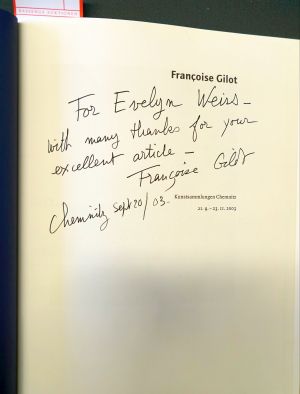 Françoise Gilot
For Evelyn Weiss –
with many thanks for your
excellent article –
Françoise Gilot
Kunstsammlungen Chemnitz
Chemnitz Sept 20/03 –
21. 9. – 23. 11. 2003